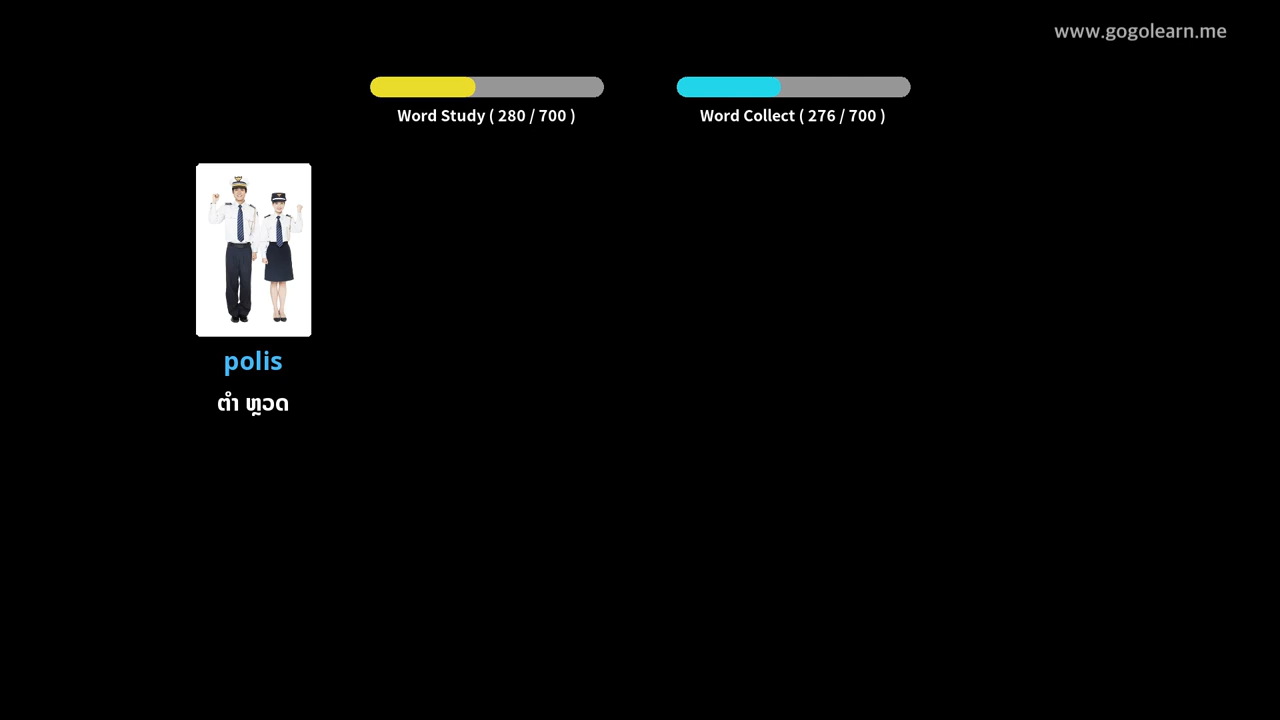 www.gogolearn.me
Word Study ( 280 / 700 )
Word Collect ( 276 / 700 )
polis
ຕຳ ຫຼວດ